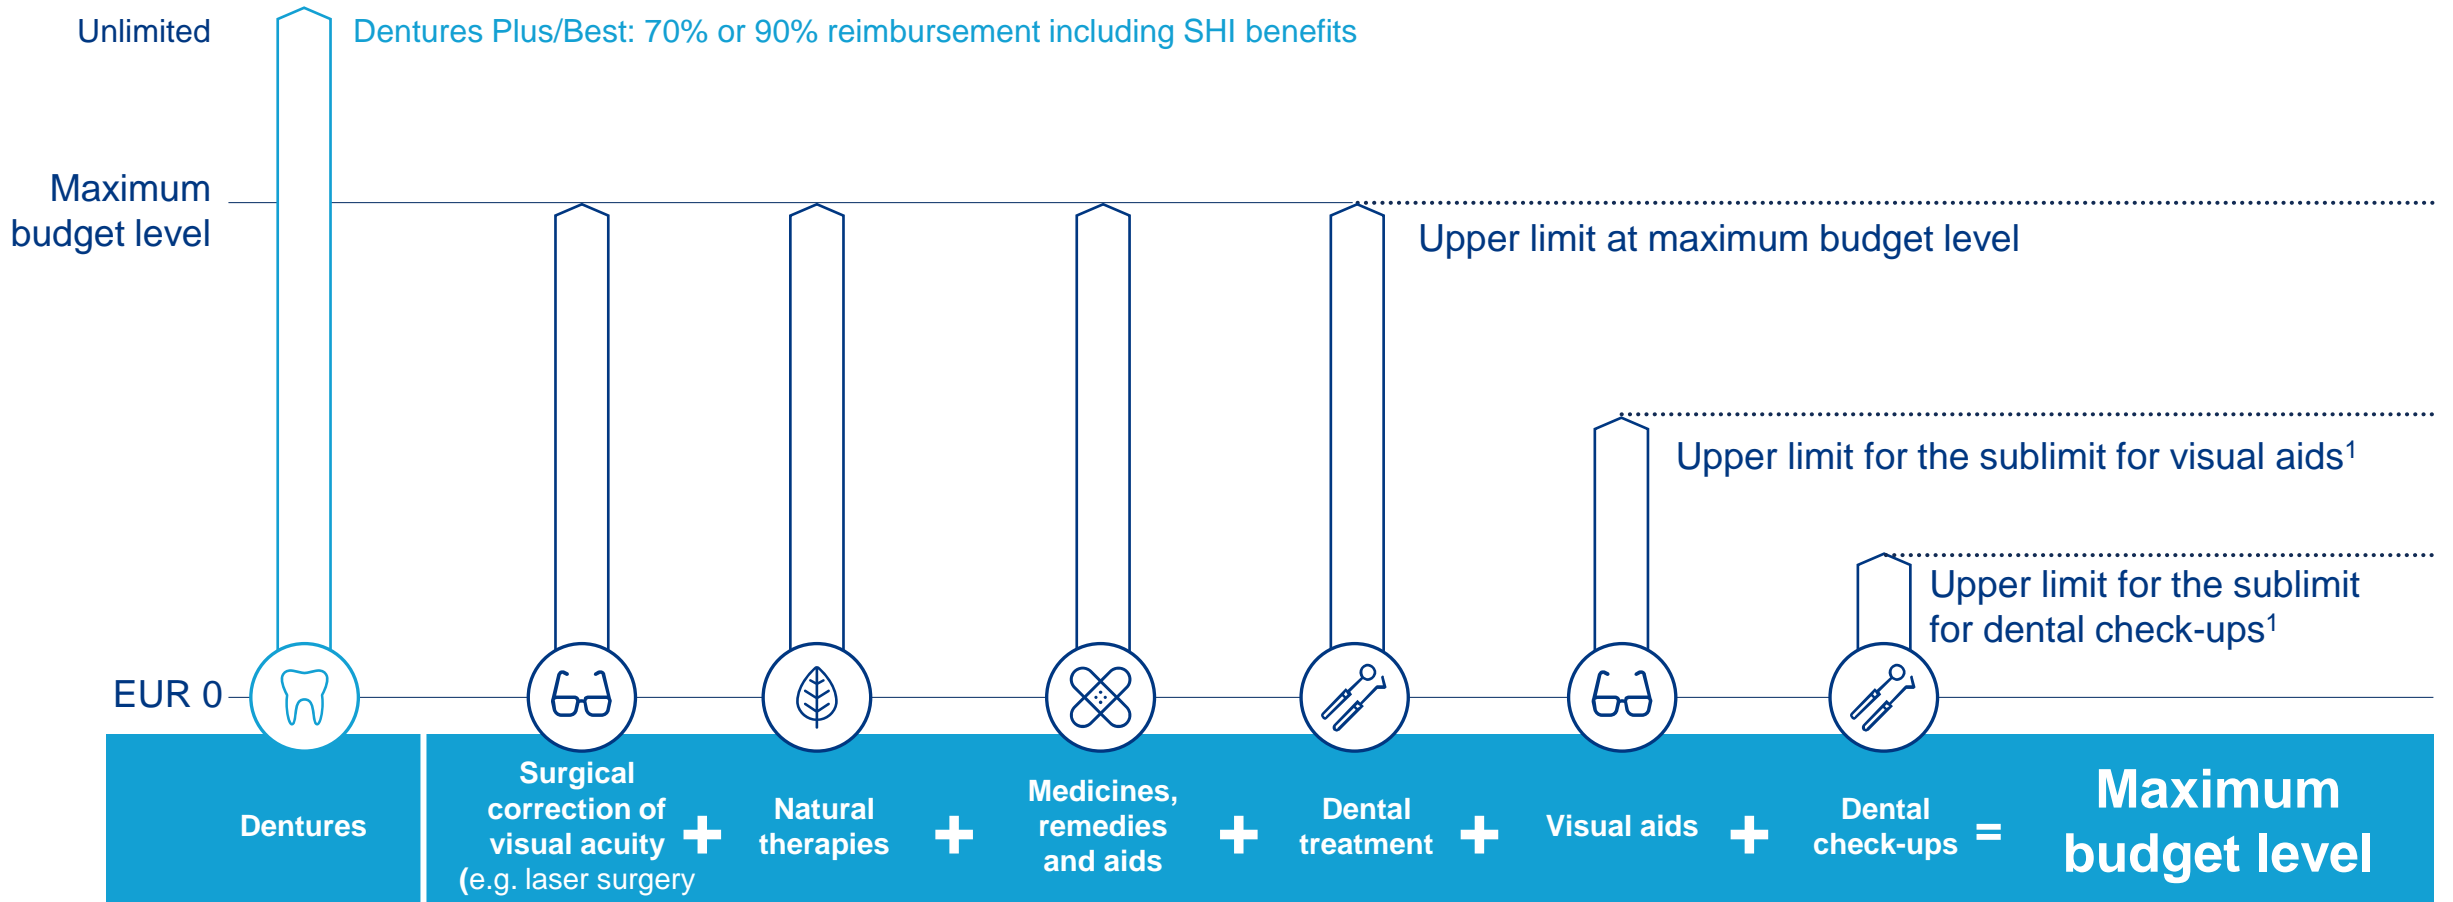 Unlimited
Dentures Plus/Best: 70% or 90% reimbursement including SHI benefits
Maximum
budget level
Upper limit at maximum budget level
Upper limit for the sublimit for visual aids¹
Upper limit for the sublimit
for dental check-ups¹
EUR 0
Dentures
Surgical
correction of
visual acuity
(e.g. laser surgery
+
Natural
therapies
+
Medicines,
remedies
and aids
+
Dental
treatment
+
Visual aids
+
Dental
check-ups
=
Maximum
budget level